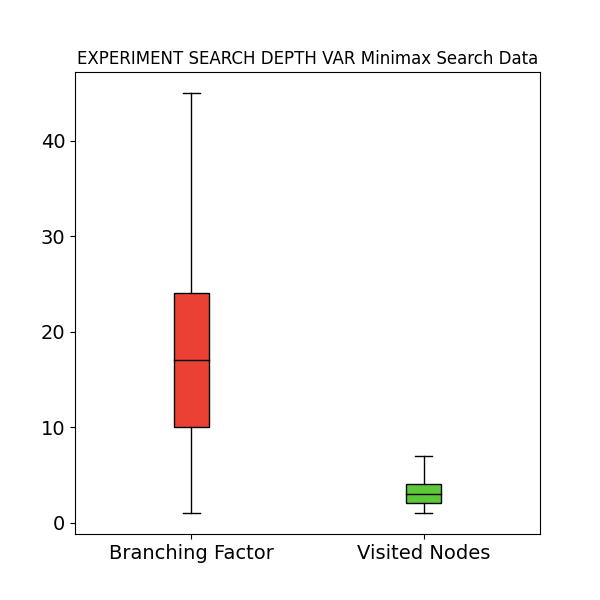 EXPERIMENT SEARCH DEPTH VAR Minimax Search Data
40
30
20
10
0
Branching Factor
Visited Nodes